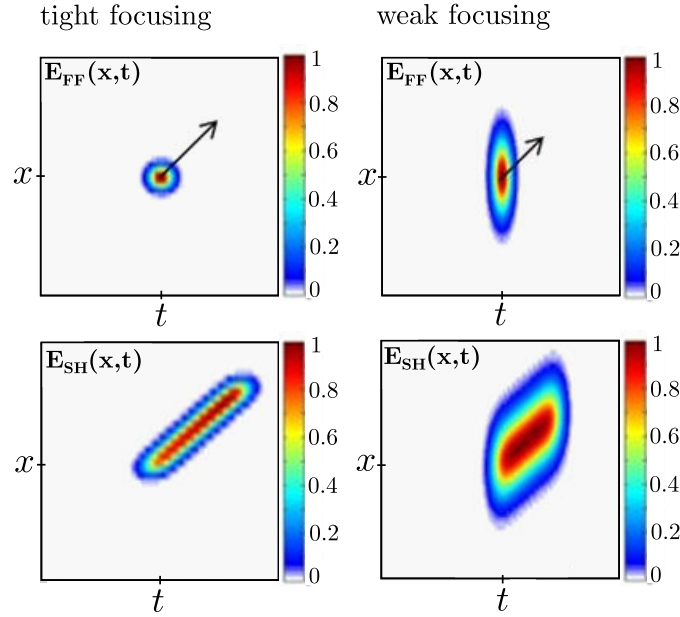 tight focusing
weak focusing
E_FF(x,t)
1
0.8
0.6
0.4
0.2
0
x
t
E_FF(x,t)
1
0.8
0.6
0.4
0.2
0
x
t
E_SH(x,t)
1
0.8
0.6
0.4
0.2
0
x
t
E_SH(x,t)
1
0.8
0.6
0.4
0.2
0
x
t